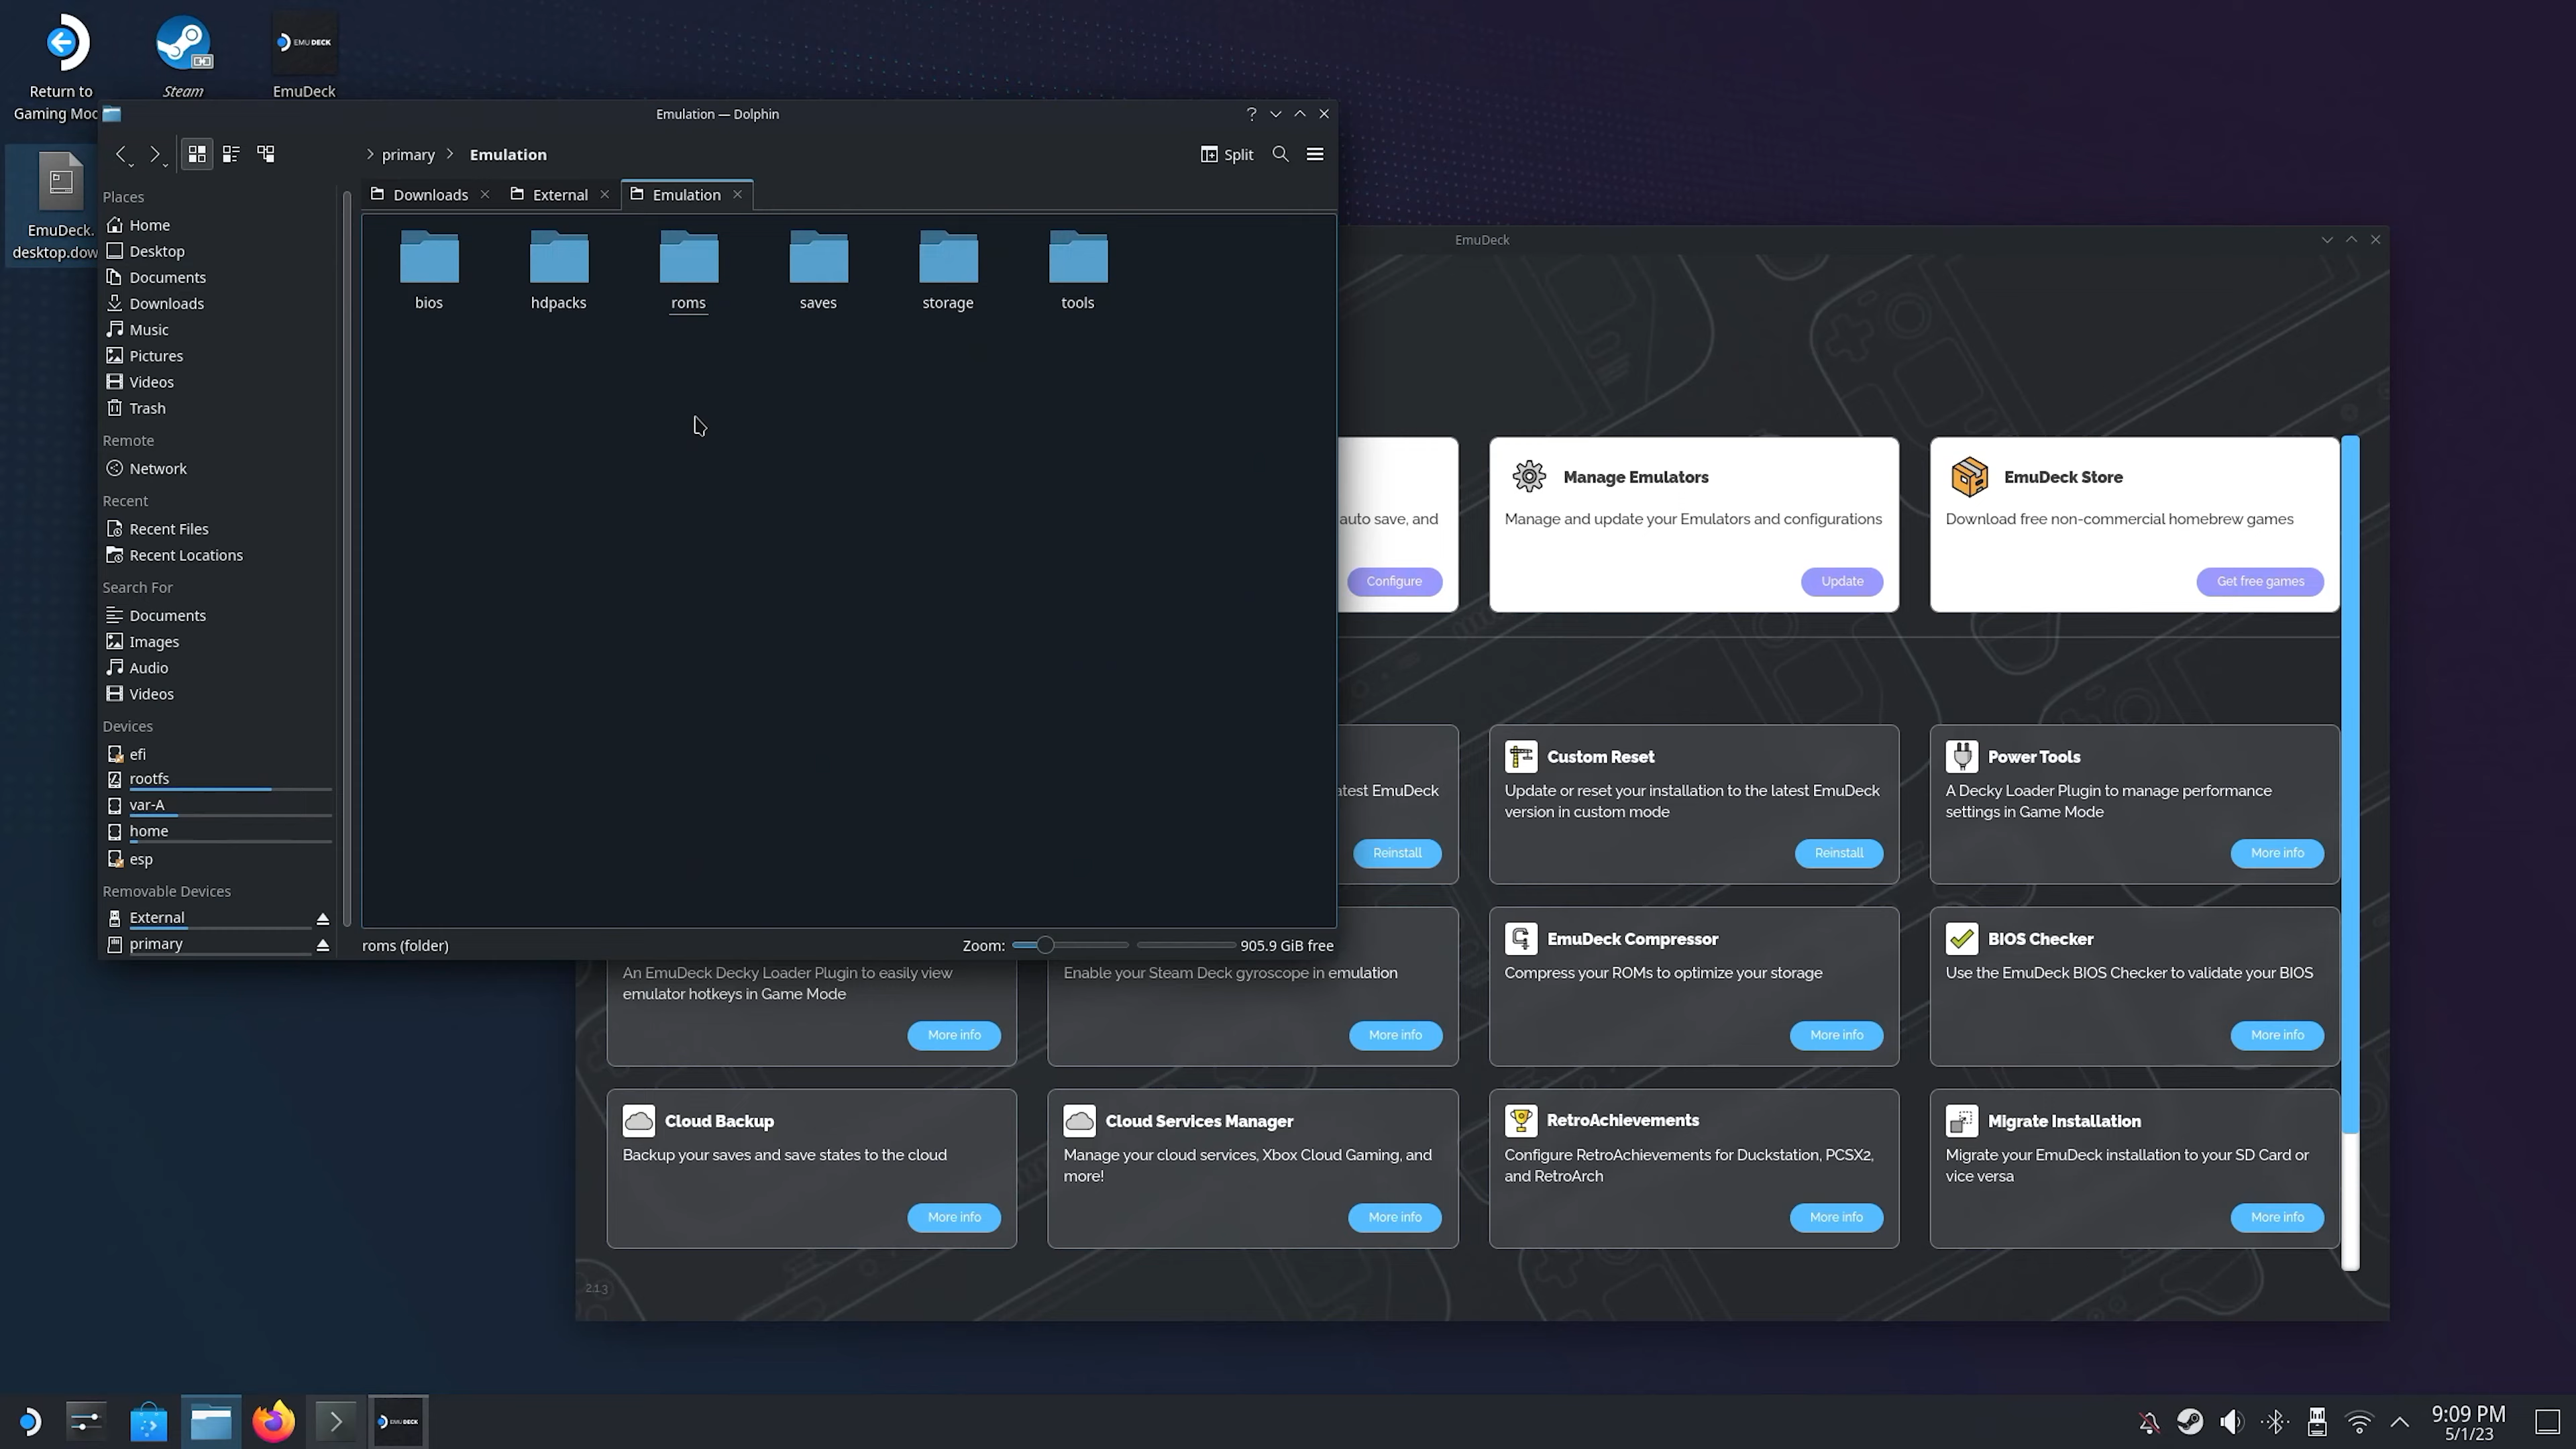 Return to
Gaming Moc
Steam
EMUDECK
EmuDeck
EmuDeck.
desktop.dow
Emulation — Dolphin
primary
Emulation
Split
Downloads
External
Emulation
Places
Home
Desktop
Documents
Downloads
Music
Pictures
Videos
Trash
Remote
Network
Recent
Recent Files
Recent Locations
Search For
Documents
Images
Audio
Videos
Devices
efi
rootfs
var-A
home
esp
Removable Devices
External
primary
bios
hdpacks
roms
saves
storage
tools
roms (folder)
Zoom:
905.9 GiB free
EmuDeck
auto save, and
Configure
Manage Emulators
Manage and update your Emulators and configurations
Update
EmuDeck Store
Download free non-commercial homebrew games
Get free games
atest EmuDeck
Reinstall
Custom Reset
Update or reset your installation to the latest EmuDeck
version in custom mode
Reinstall
Power Tools
A Decky Loader Plugin to manage performance
settings in Game Mode
More info
An EmuDeck Decky Loader Plugin to easily view
emulator hotkeys in Game Mode
More info
Enable your Steam Deck gyroscope in emulation
More info
EmuDeck Compressor
Compress your ROMs to optimize your storage
More info
BIOS Checker
Use the EmuDeck BIOS Checker to validate your BIOS
More info
Cloud Backup
Backup your saves and save states to the cloud
More info
Cloud Services Manager
Manage your cloud services, Xbox Cloud Gaming, and
more!
More info
RetroAchievements
Configure RetroAchievements for Duckstation, PCSX2,
and RetroArch
More info
Migrate Installation
Migrate your EmuDeck installation to your SD Card or
vice versa
More info
2.1.3
EMUDECK
9:09 PM
5/1/23